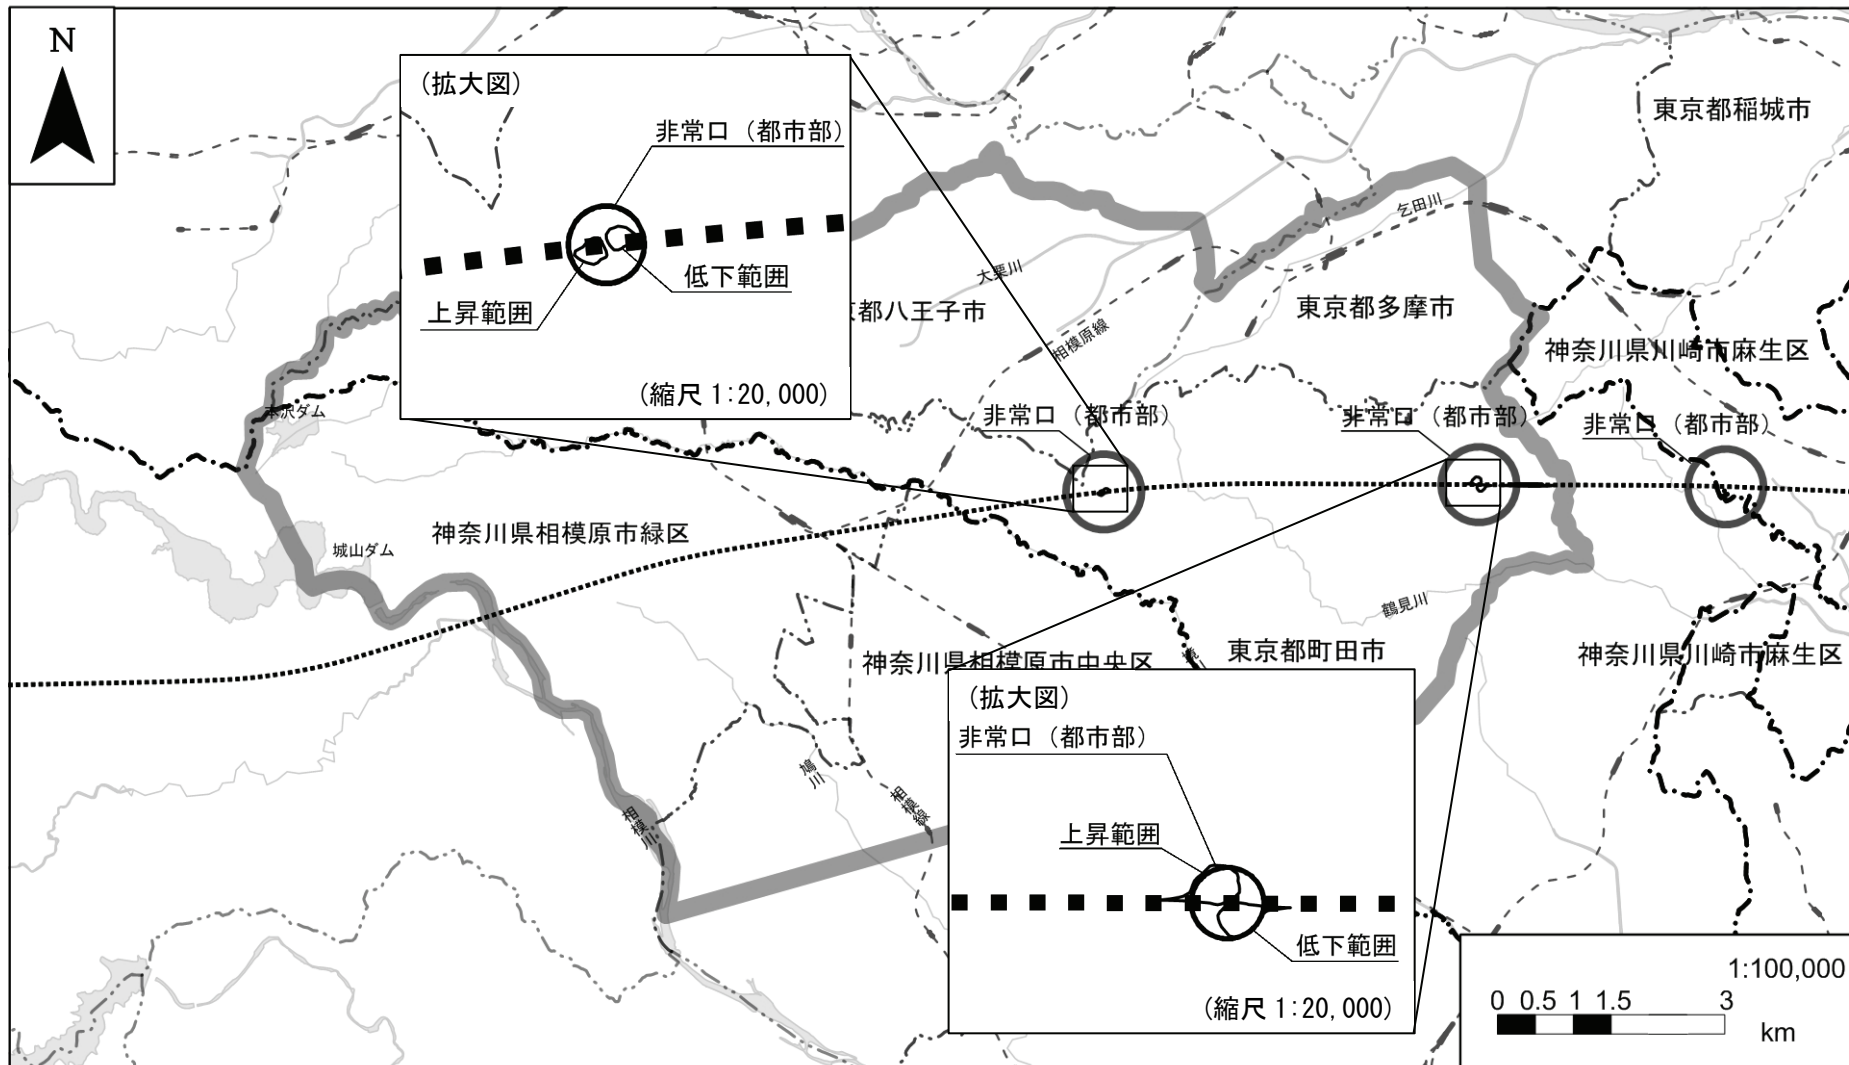 N
(拡大図)
非常口（都市部）
低下範囲
上昇範囲
(縮尺 1:20,000)
東京都稲城市
乞田川
大栗川
都八王子市
東京都多摩市
相模原線
神奈川県川崎市麻生区
本沢ダム
非常口（都市部）
非常口（都市部）
非常口（都市部）
神奈川県相模原市緑区
城山ダム
鶴見川
神奈川県相模原市中央区
東京都町田市
神奈川県川崎市麻生区
(拡大図)
非常口（都市部）
上昇範囲
低下範囲
(縮尺 1:20,000)
鳩川
相模線
相模川
1:100,000
0 0.5 1 1.5 3
km